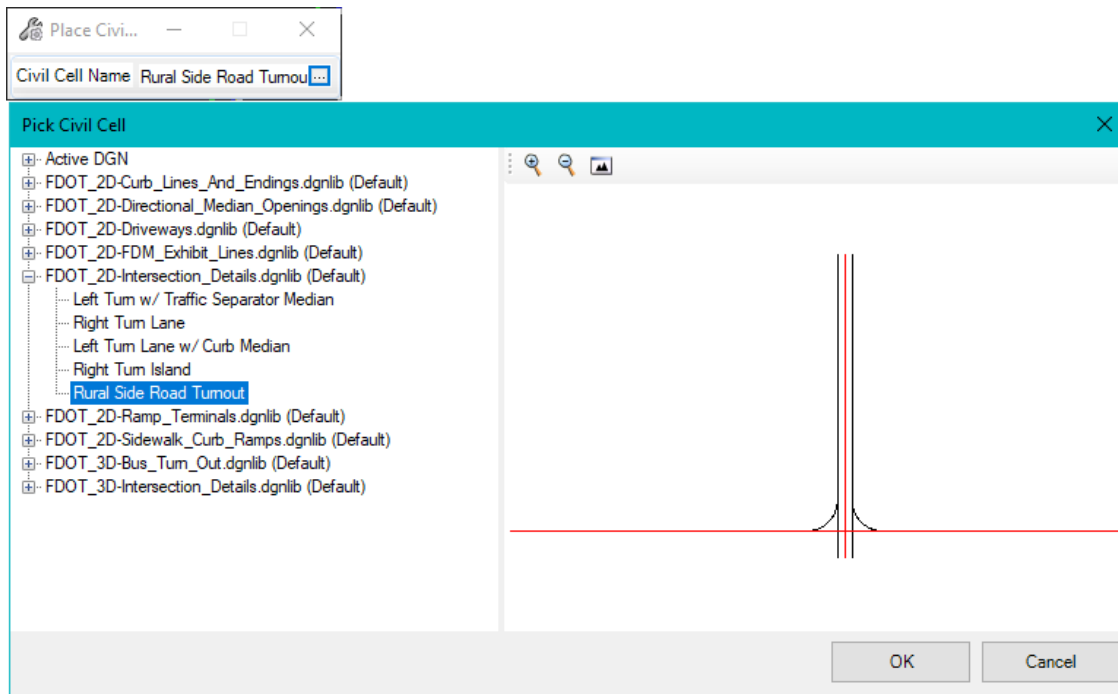 Place Civi...
Civil Cell Name Rural Side Road Turnou ...
Pick Civil Cell
Active DGN
FDOT_2D-Curb_Lines_And_Endings.dgnlib (Default)
FDOT_2D-Directional_Median_Openings.dgnlib (Default)
FDOT_2D-Driveways.dgnlib (Default)
FDOT_2D-FDM_Exhibit_Lines.dgnlib (Default)
FDOT_2D-Intersection_Details.dgnlib (Default)
Left Turn w/ Traffic Separator Median
Right Turn Lane
Left Turn Lane w/ Curb Median
Right Turn Island
Rural Side Road Turnout
FDOT_2D-Ramp_Terminals.dgnlib (Default)
FDOT_2D-Sidewalk_Curb_Ramps.dgnlib (Default)
FDOT_3D-Bus_Turn_Out.dgnlib (Default)
FDOT_3D-Intersection_Details.dgnlib (Default)
OK Cancel